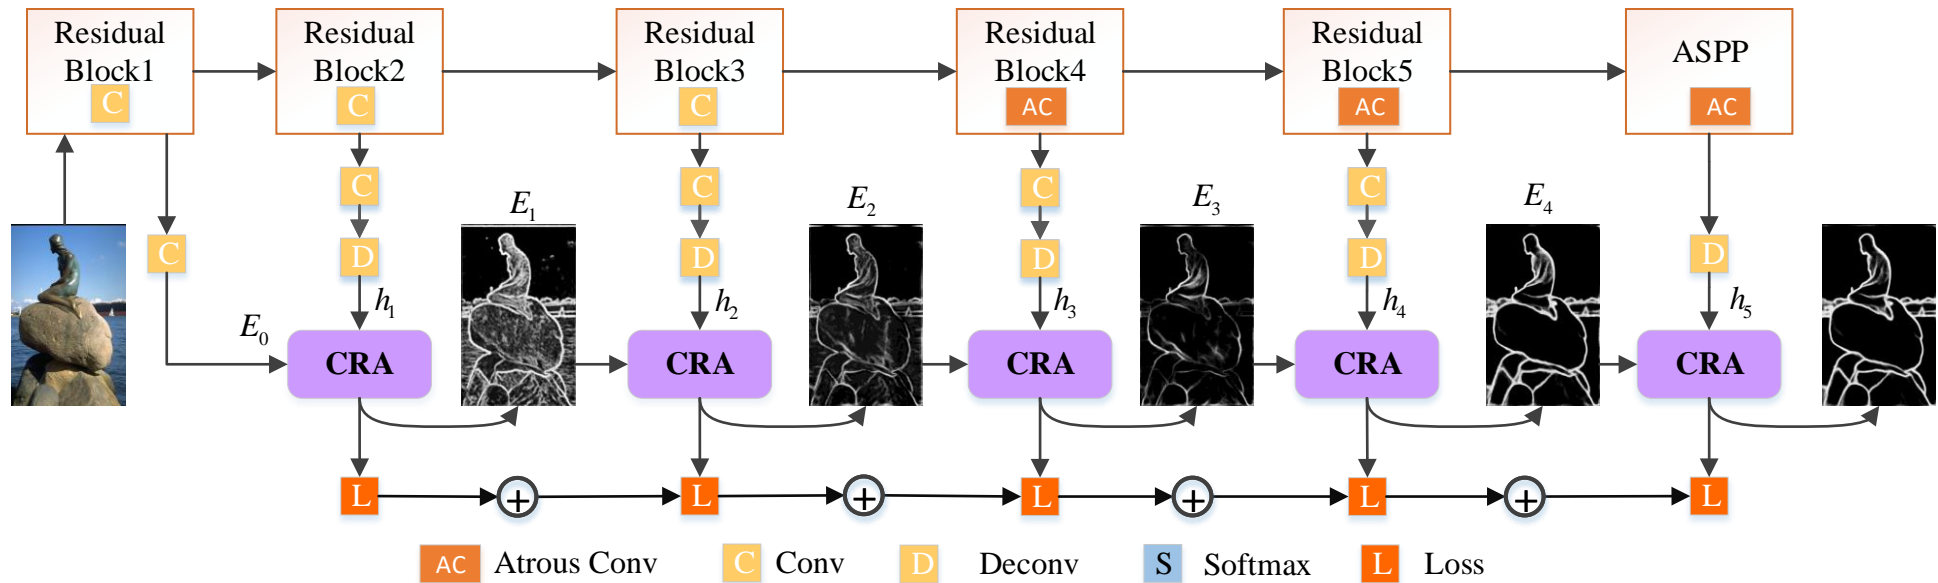 Residual
Block1
C
Residual
Block2
C
Residual
Block3
C
Residual
Block4
AC
Residual
Block5
AC
ASPP
AC
C
C
C
C
C
D
D
D
D
D
E0
E1
E2
E3
E4
h1
h2
h3
h4
h5
CRA
CRA
CRA
CRA
CRA
L
+
L
+
L
+
L
+
L
AC Atrous Conv
C Conv
D Deconv
S Softmax
L Loss